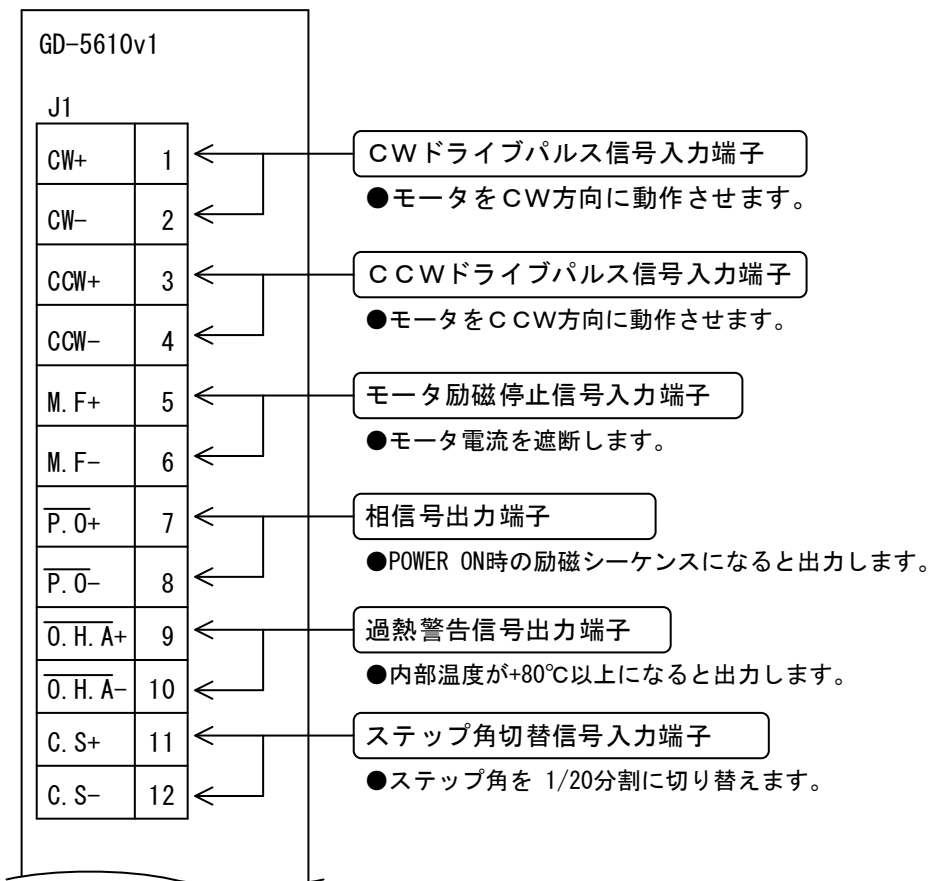 GD-5610v1
J1
CW+ 1
CW- 2
CCW+ 3
CCW- 4
M.F+ 5
M.F- 6
P.O+ 7
P.O- 8
O.H.A+ 9
O.H.A- 10
C.S+ 11
C.S- 12
CWドライブパルス信号入力端子
●モータをCW方向に動作させます。
CCWドライブパルス信号入力端子
●モータをCCW方向に動作させます。
モータ励磁停止信号入力端子
●モータ電流を遮断します。
相信号出力端子
●POWER ON時の励磁シーケンスになると出力します。
過熱警告信号出力端子
●内部温度が+80℃以上になると出力します。
ステップ角切替信号入力端子
●ステップ角を 1/20分割に切り替えます。